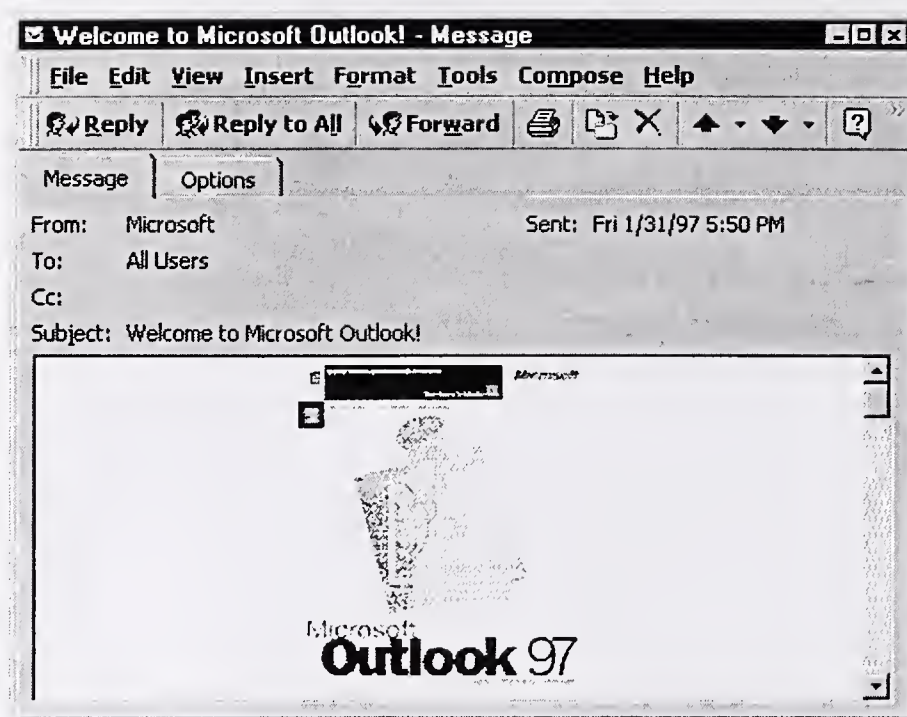 Welcome to Microsoft Outlook! - Message
File Edit View Insert Format Tools Compose Help
Reply Reply to All Forward
Message Options
From: Microsoft Sent: Fri 1/31/97 5:50 PM
To: All Users
Cc:
Subject: Welcome to Microsoft Outlook!
Microsoft
Microsoft
Outlook 97